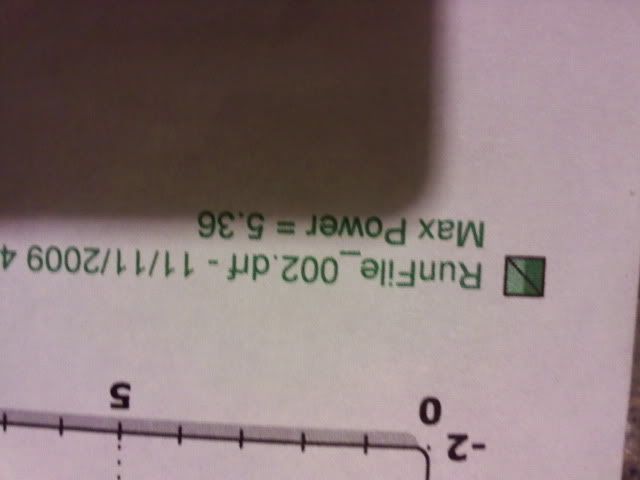 -2
0 5
RunFile_002.drf - 11/11/2009 4
Max Power = 5.36